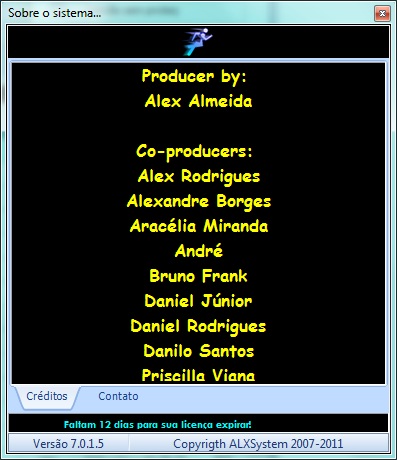 Sobre o sistema...
Producer by:
Alex Almeida
Co-producers:
Alex Rodrigues
Alexandre Borges
Aracélia Miranda
André
Bruno Frank
Daniel Júnior
Daniel Rodrigues
Danilo Santos
Priscilla Viana
Créditos Contato
Faltam 12 dias para sua licença expirar!
Versão 7.0.1.5 Copyrigth ALXSystem 2007-2011